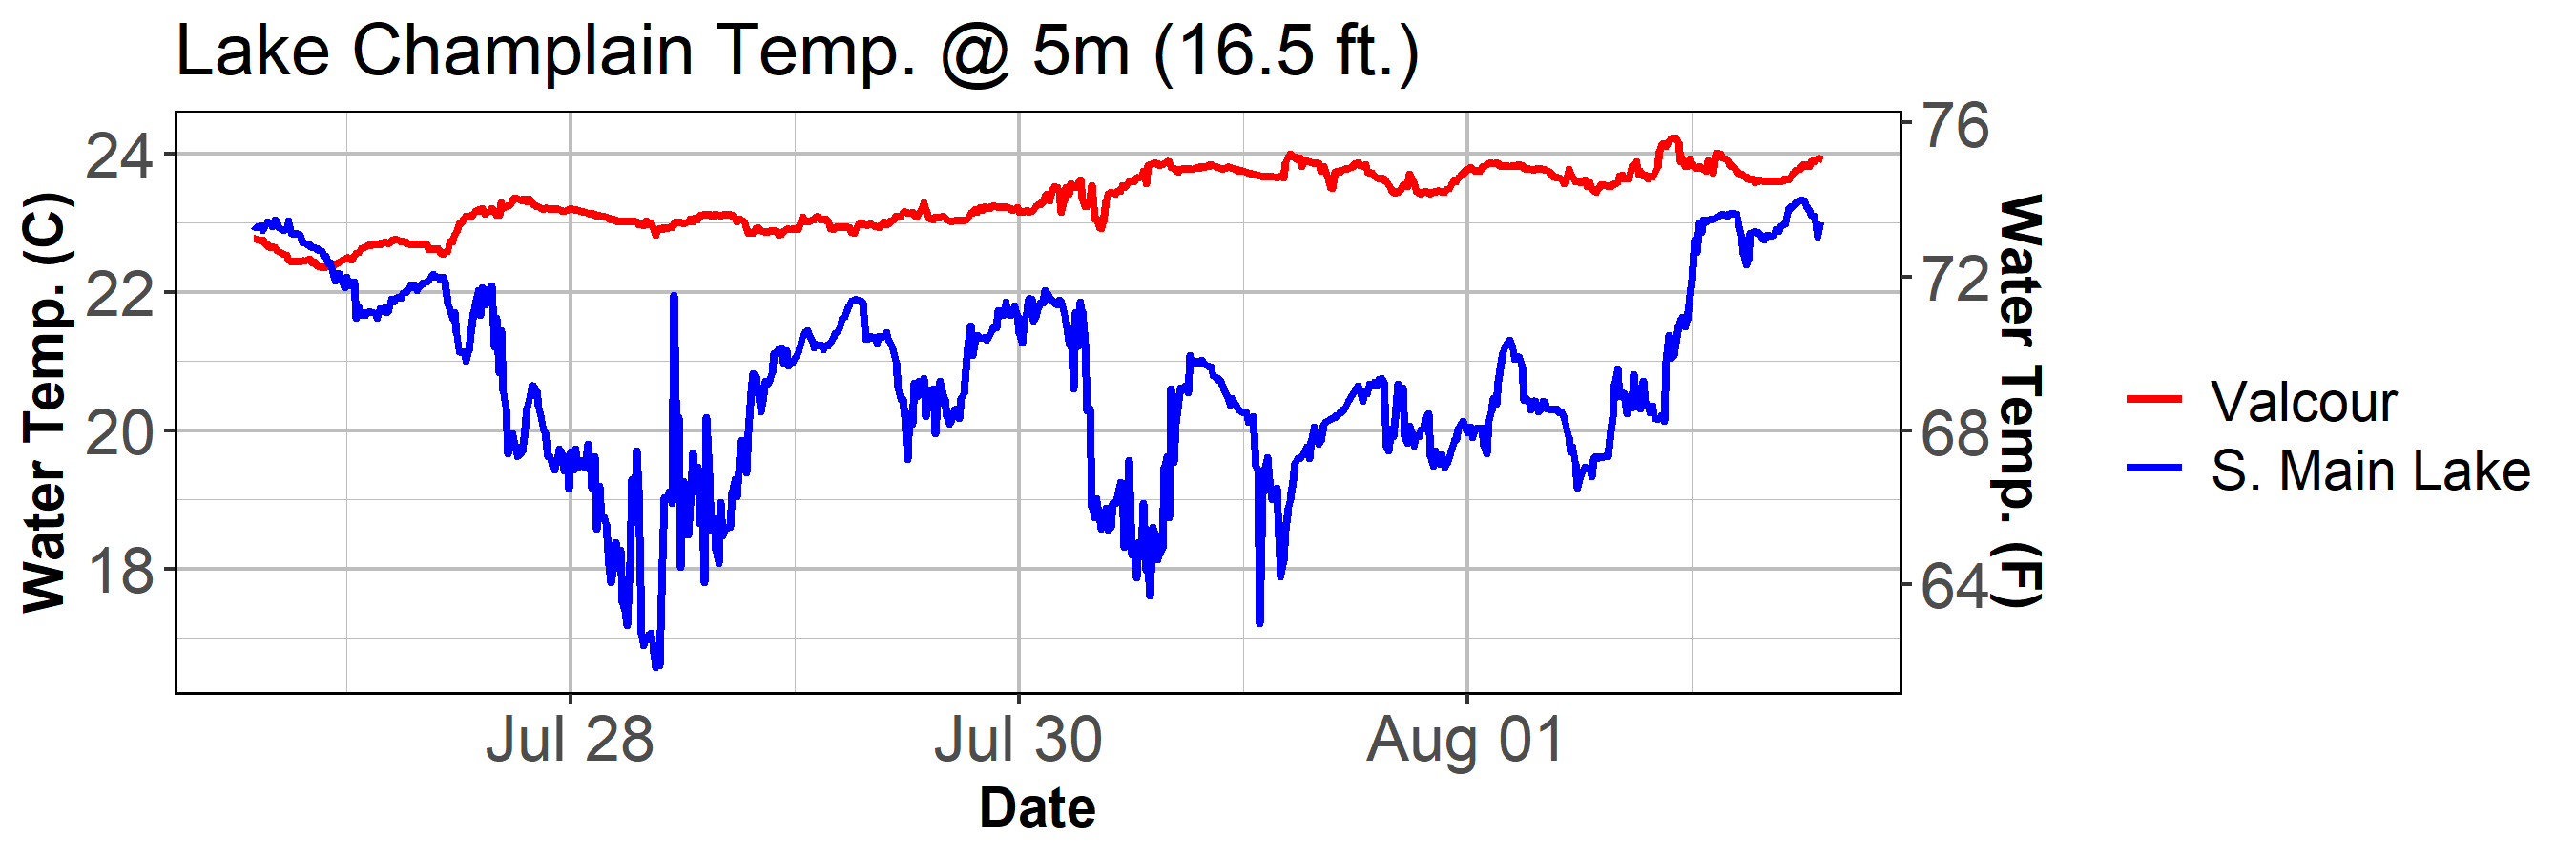 Lake Champlain Temp. @ 5m (16.5 ft.)
Water Temp. (C)
24
22
20
18
76
72
68
64
Water Temp. (F)
Jul 28
Jul 30
Aug 01
Date
Valcour
S. Main Lake